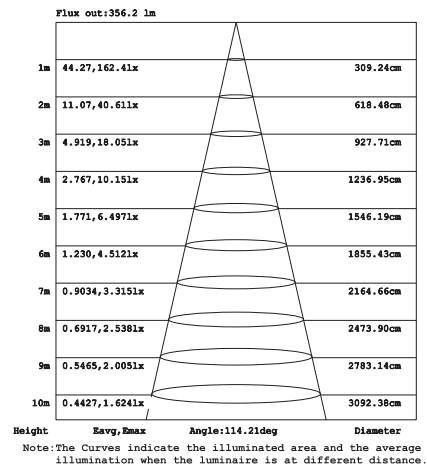 Flux out:356.2 lm
1m 44.27,162.4lx 309.24cm
2m 11.07,40.61lx 618.48cm
3m 4.919,18.05lx 927.71cm
4m 2.767,10.15lx 1236.95cm
5m 1.771,6.497lx 1546.19cm
6m 1.230,4.512lx 1855.43cm
7m 0.9034,3.315lx 2164.66cm
8m 0.6917,2.538lx 2473.90cm
9m 0.5465,2.005lx 2783.14cm
10m 0.4427,1.624lx 3092.38cm
Height Eavg,Emax Angle:114.21deg Diameter
Note:The Curves indicate the illuminated area and the average
illumination when the luminaire is at different distance.